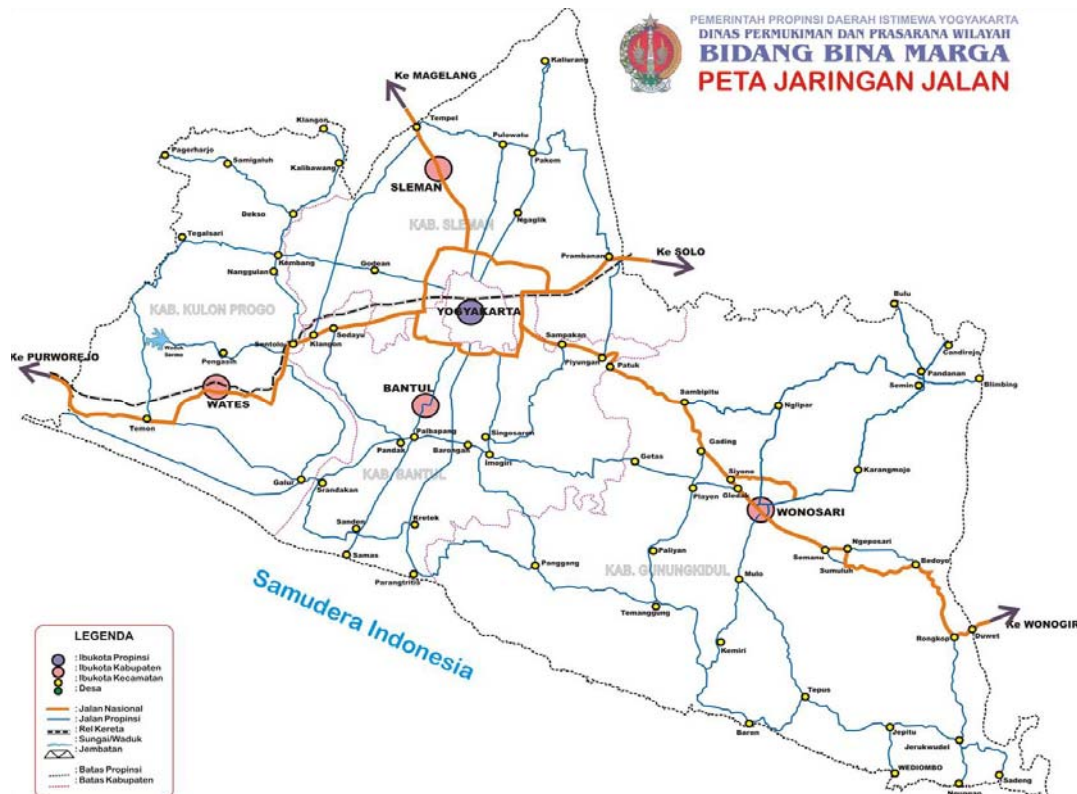 PEMERINTAH PROPINSI DAERAH ISTIMEWA YOGYAKARTA
DINAS PERMUKIMAN DAN PRASARANA WILAYAH
BIDANG BINA MARGA
PETA JARINGAN JALAN
Ke MAGELANG
Kaliurang
Klangon
Tempel
Pulowatu
Pakem
Pagerharjo
Samigaluh
Kalibawang
SLEMAN
Dekso
KAB. SLEMAN
Ngaglik
Tegalsari
Kembang
Godean
Nanggulan
Prambanan
Ke SOLO
KAB. KULON PROGO
YOGYAKARTA
Bulu
Sentolo
Klangon
Sedayu
Sampakan
Candirejo
Ke PURWOREJO
Waduk
Sermo
Pengasih
Piyungan
Patuk
Pandanan
Semin
Blimbing
WATES
BANTUL
Sambipitu
Nglipar
Temon
Palbapang
Pandak
Barongan
Singosaren
Imogiri
Gading
KAB. BANTUL
Getas
Siyono
Karangmojo
Galur
Srandakan
Playen
Gledak
WONOSARI
Sanden
Kretek
Samas
Paliyan
Ngeposari
Semanu
Sumuluh
Bedoyo
Parangtritis
Panggang
KAB. GUNUNGKIDUL
Mulo
Samudera Indonesia
Temanggung
Ke WONOGIR
Duwet
Rongkop
Kemiri
Tepus
Baron
Jepitu
Jerukwudel
WEDIOMBO
Sadeng
LEGENDA
: Ibukota Propinsi
: Ibukota Kabupaten
: Ibukota Kecamatan
: Desa
: Jalan Nasional
: Jalan Propinsi
: Rel Kereta
: Sungai/Waduk
: Jembatan
: Batas Propinsi
: Batas Kabupaten